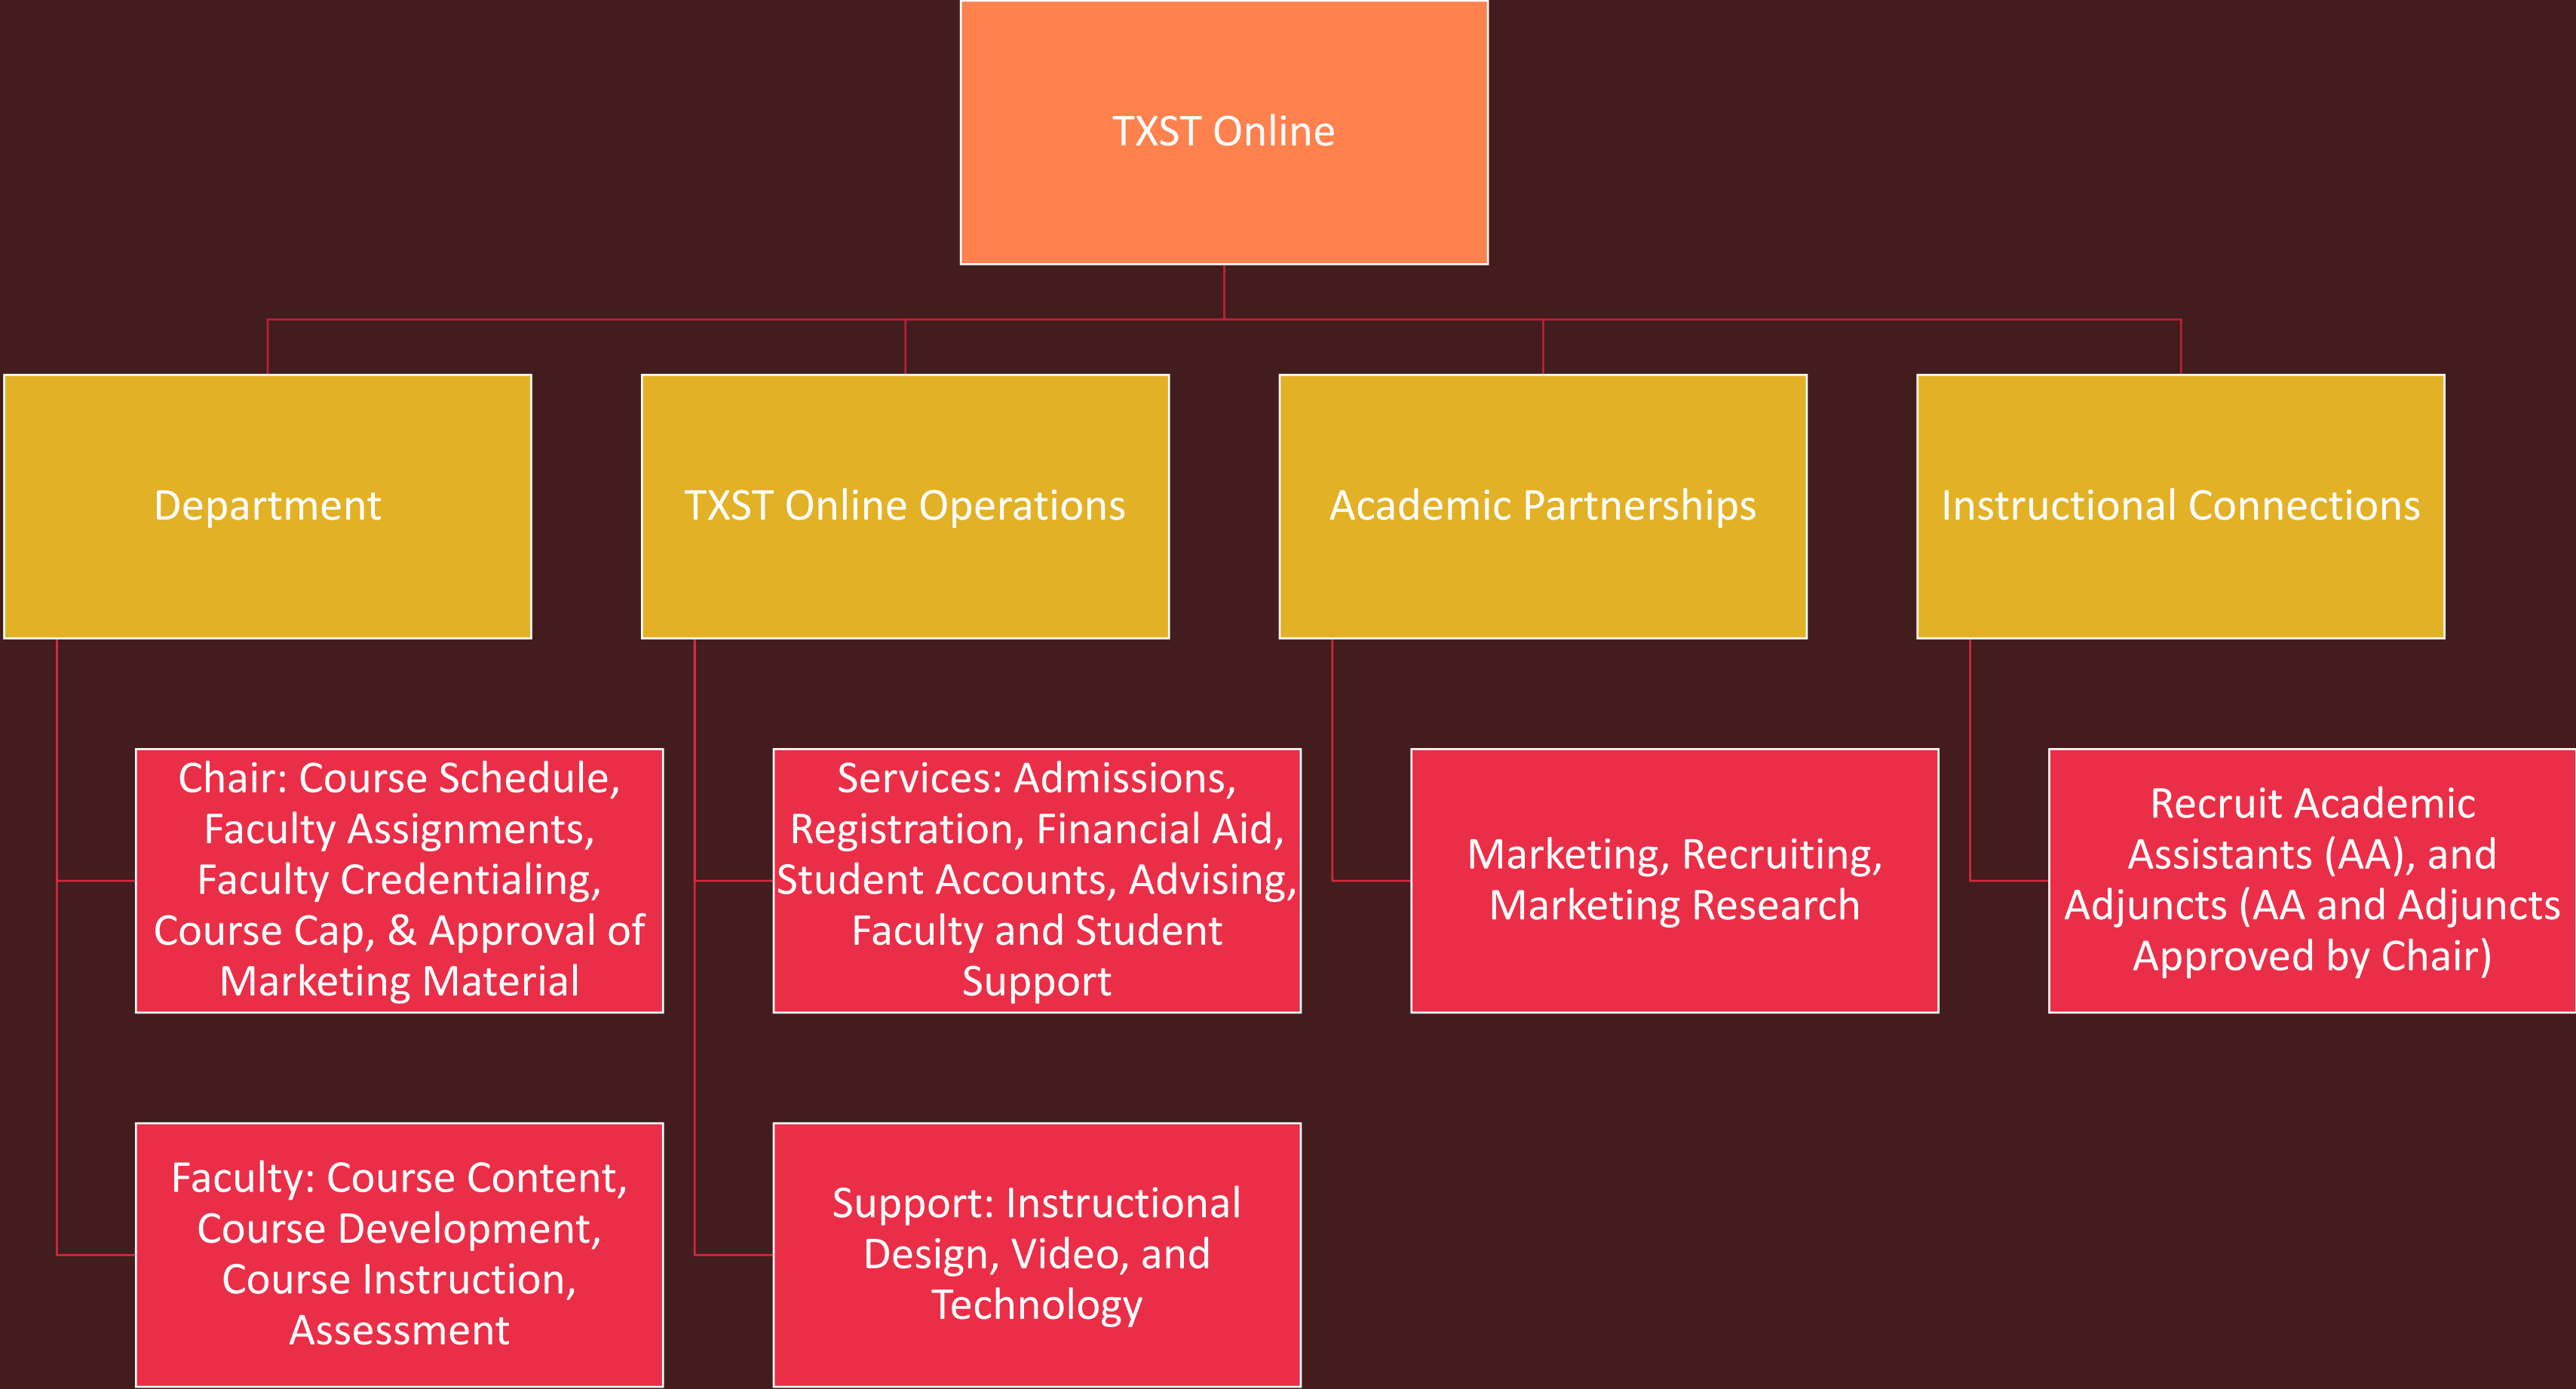 TXST Online
Department
TXST Online Operations
Academic Partnerships
Instructional Connections
Chair: Course Schedule,
Faculty Assignments,
Faculty Credentialing,
Course Cap, & Approval of
Marketing Material
Services: Admissions,
Registration, Financial Aid,
Student Accounts, Advising,
Faculty and Student
Support
Marketing, Recruiting,
Marketing Research
Recruit Academic
Assistants (AA), and
Adjuncts (AA and Adjuncts
Approved by Chair)
Faculty: Course Content,
Course Development,
Course Instruction,
Assessment
Support: Instructional
Design, Video, and
Technology